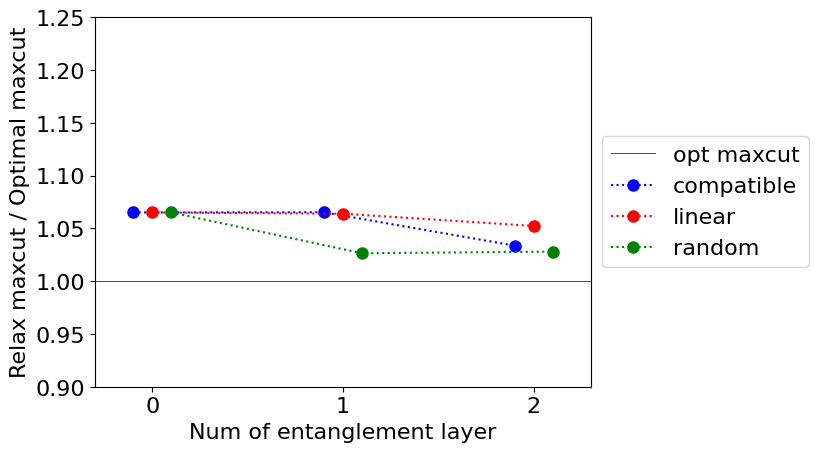 Relax maxcut / Optimal maxcut
1.25
1.20
1.15
1.10
1.05
1.00
0.95
0.90
0
1
2
Num of entanglement layer
opt maxcut
compatible
linear
random